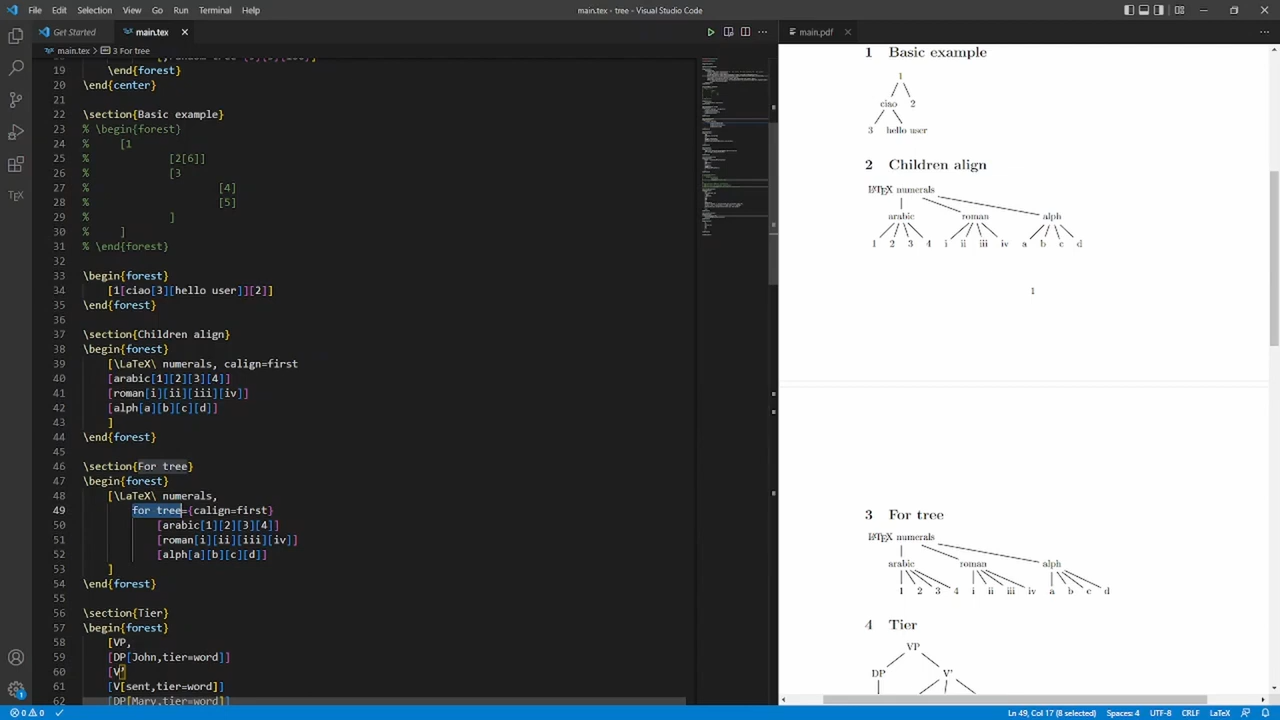 File Edit Selection View Go Run Terminal Help
main.tex - tree - Visual Studio Code
Get Started main.tex
main.tex > 3 For tree
19 \end{forest}
20 \end{center}
21
22 \section{Basic example}
23 % \begin{forest}
24 % [1
25 % [2[6]]
26 % [3
27 % [4]
28 % [5]
29 % ]
30 % ]
31 % \end{forest}
32
33 \begin{forest}
34 [1[ciao[3][hello user]][2]]
35 \end{forest}
36
37 \section{Children align}
38 \begin{forest}
39 [\LaTeX\ numerals, calign=first
40 [arabic[1][2][3][4]]
41 [roman[i][ii][iii][iv]]
42 [alph[a][b][c][d]]
43 ]
44 \end{forest}
45
46 \section{For tree}
47 \begin{forest}
48 [\LaTeX\ numerals,
49 for tree={calign=first}
50 [arabic[1][2][3][4]]
51 [roman[i][ii][iii][iv]]
52 [alph[a][b][c][d]]
53 ]
54 \end{forest}
55
56 \section{Tier}
57 \begin{forest}
58 [VP,
59 [DP[John,tier=word]]
60 [V'
61 [V[sent,tier=word]]
62 [DP[Mary,tier=word]]
main.pdf
1 Basic example
1
ciao 2
3 hello user
2 Children align
LATEX numerals
arabic roman alph
1 2 3 4 i ii iii iv a b c d
1
3 For tree
LATEX numerals
arabic roman alph
1 2 3 4 i ii iii iv a b c d
4 Tier
VP
DP V'
0 0 Ln 49, Col 17 (8 selected) Spaces: 4 UTF-8 CRLF LaTeX